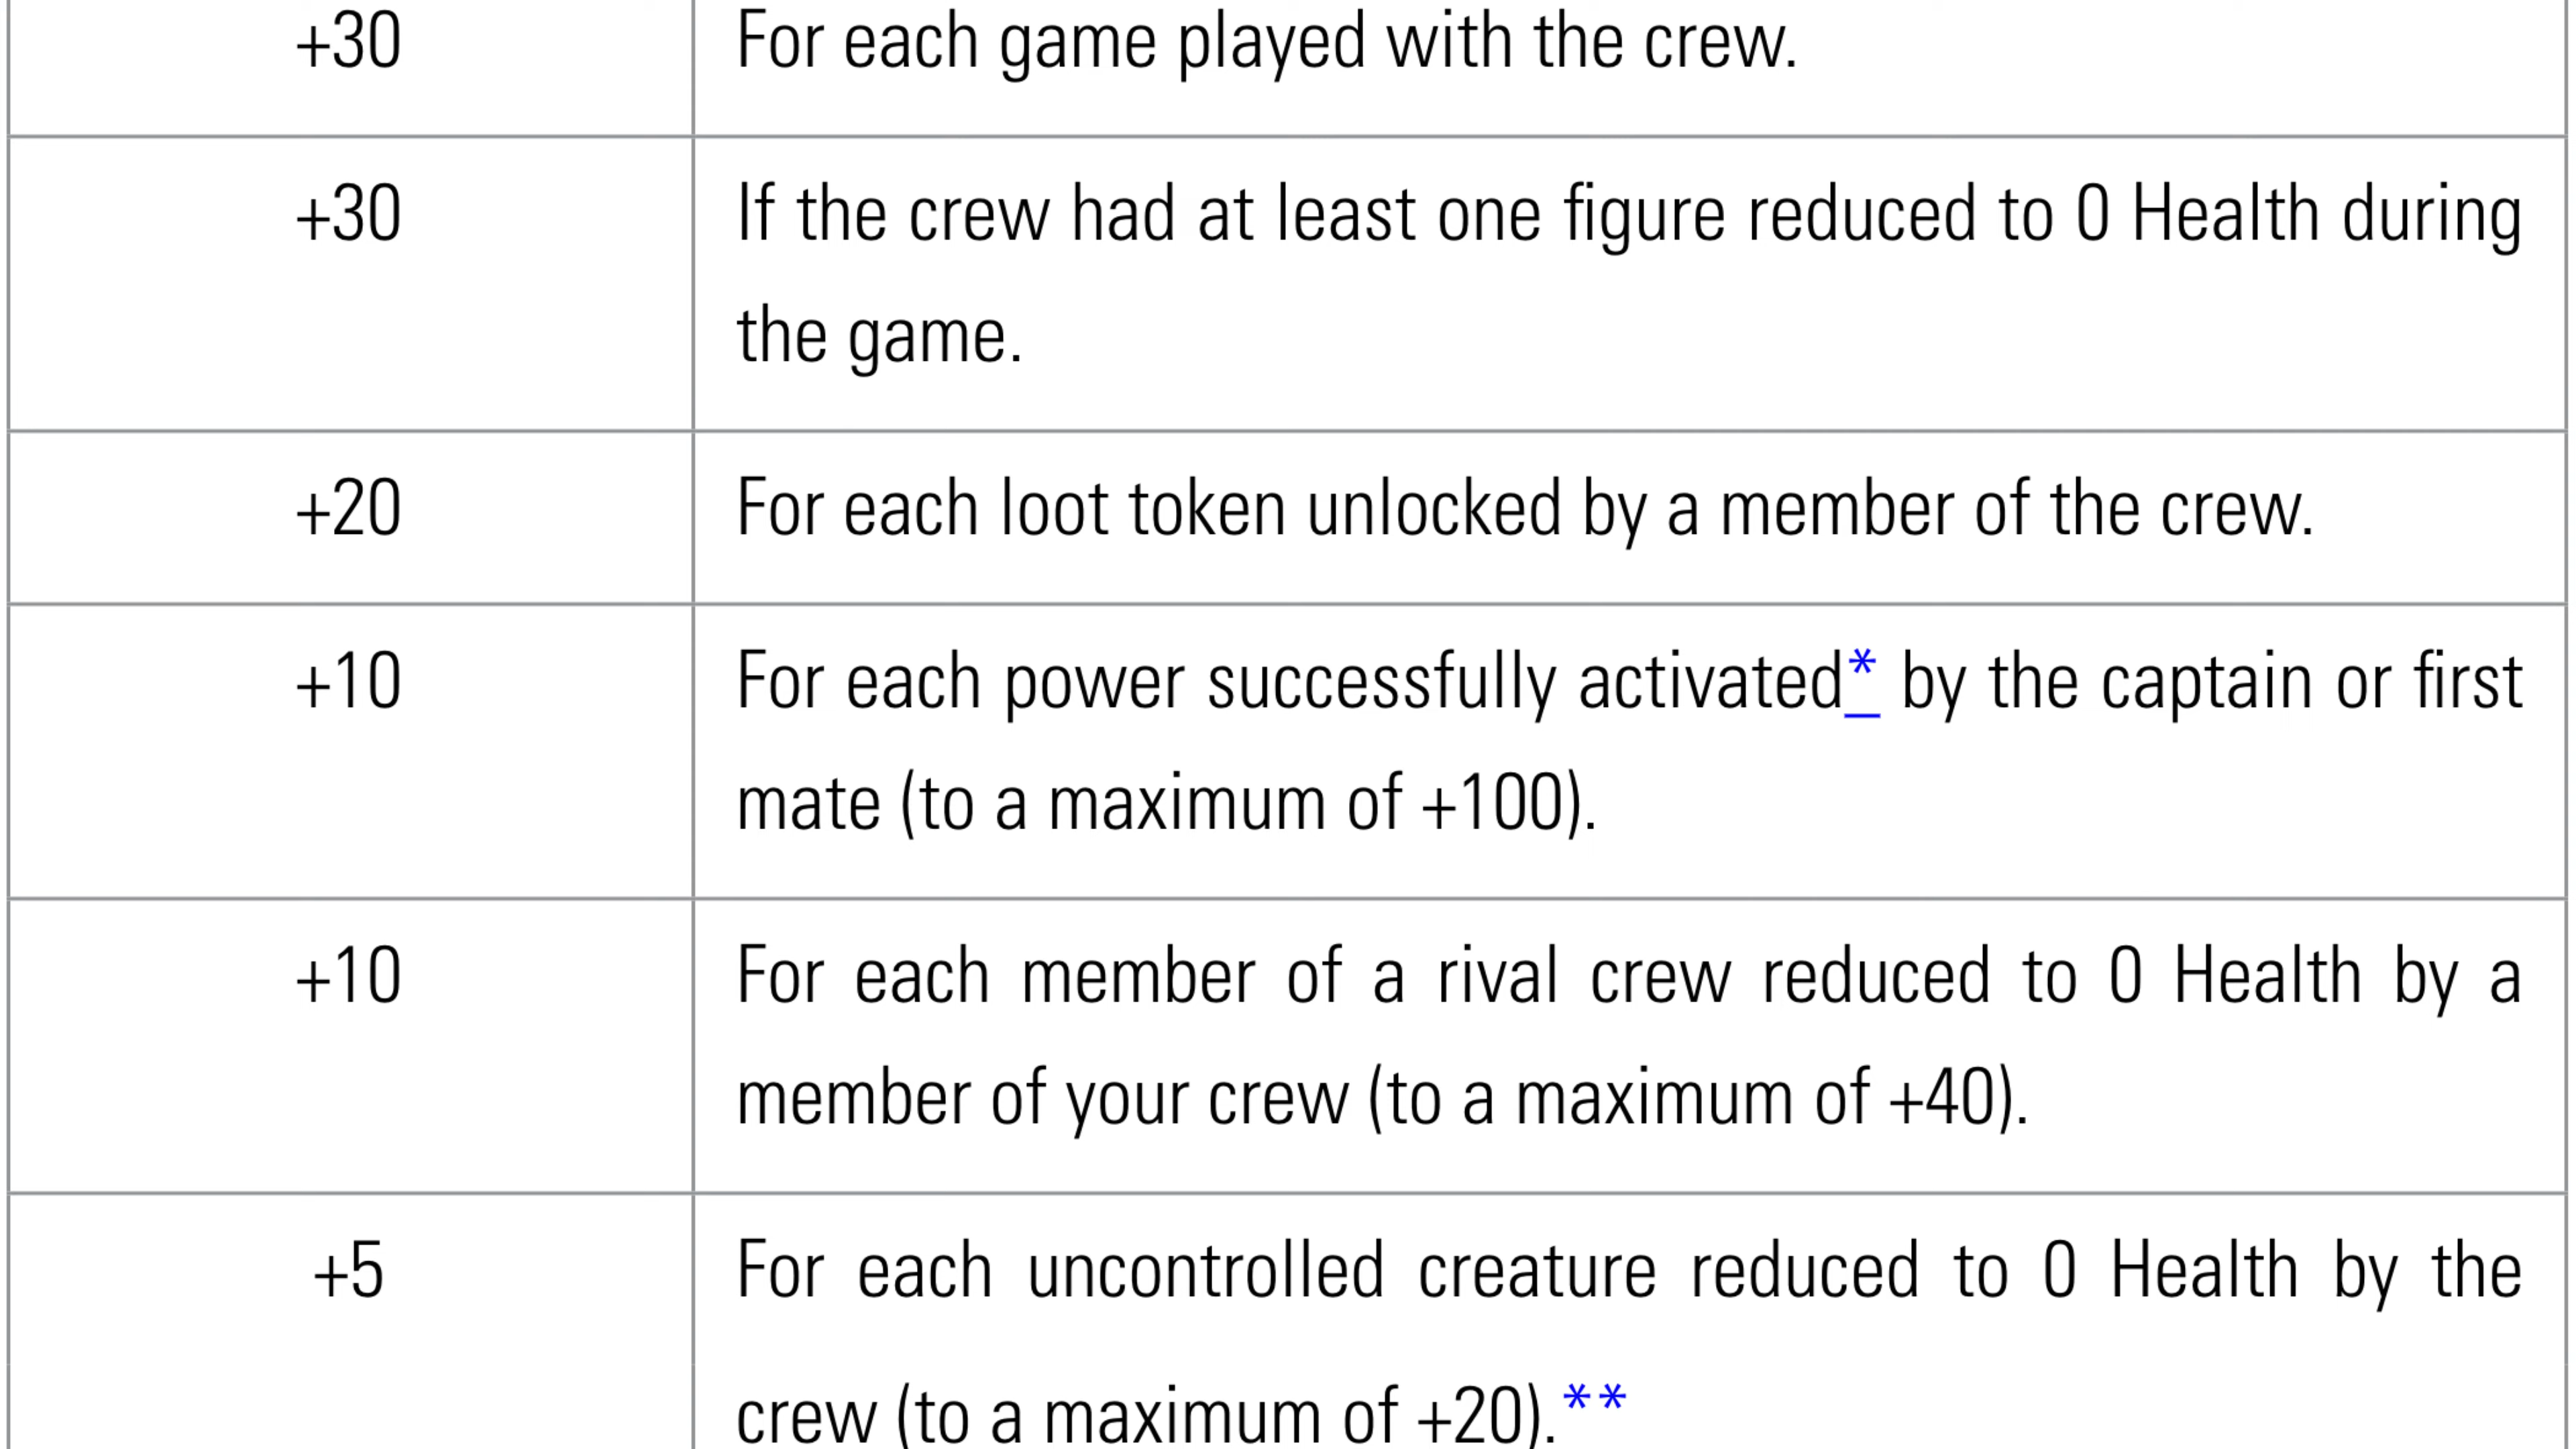 +30 For each game played with the crew.
+30 If the crew had at least one figure reduced to 0 Health during
the game.
+20 For each loot token unlocked by a member of the crew.
+10 For each power successfully activated* by the captain or first
mate (to a maximum of +100).
+10 For each member of a rival crew reduced to 0 Health by a
member of your crew (to a maximum of +40).
+5 For each uncontrolled creature reduced to 0 Health by the
crew (to a maximum of +20).**